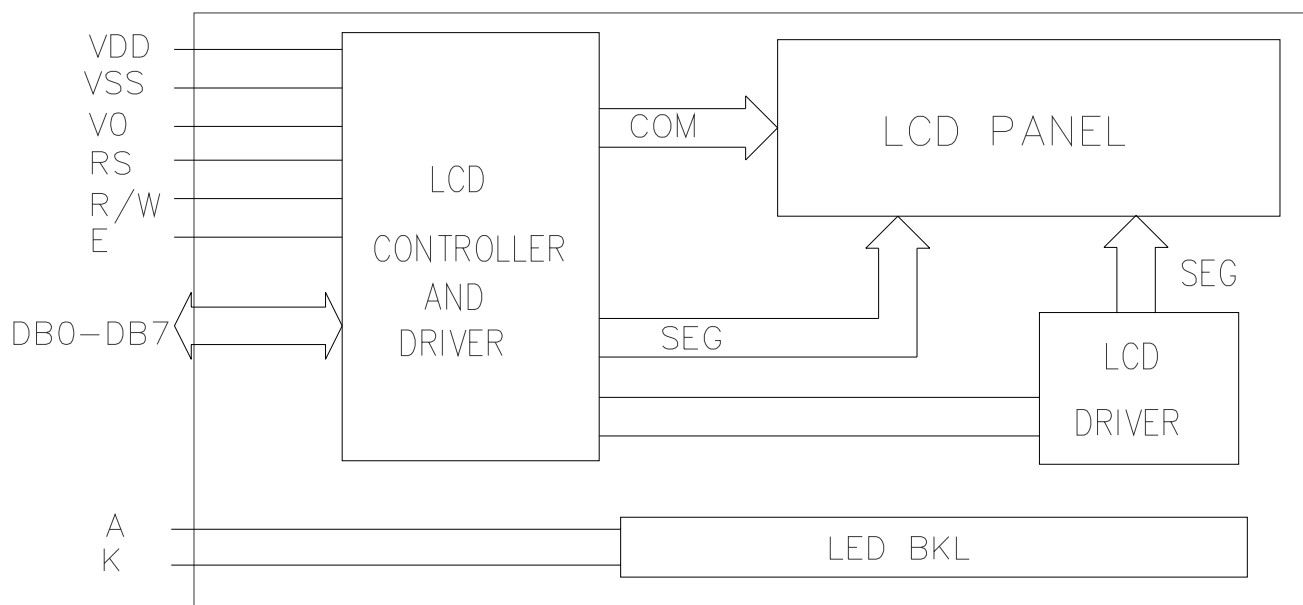 VDD
VSS
V0
RS
R/W
E
DB0-DB7
LCD
CONTROLLER
AND
DRIVER
COM
LCD PANEL
SEG
SEG
LCD
DRIVER
A
K
LED BKL